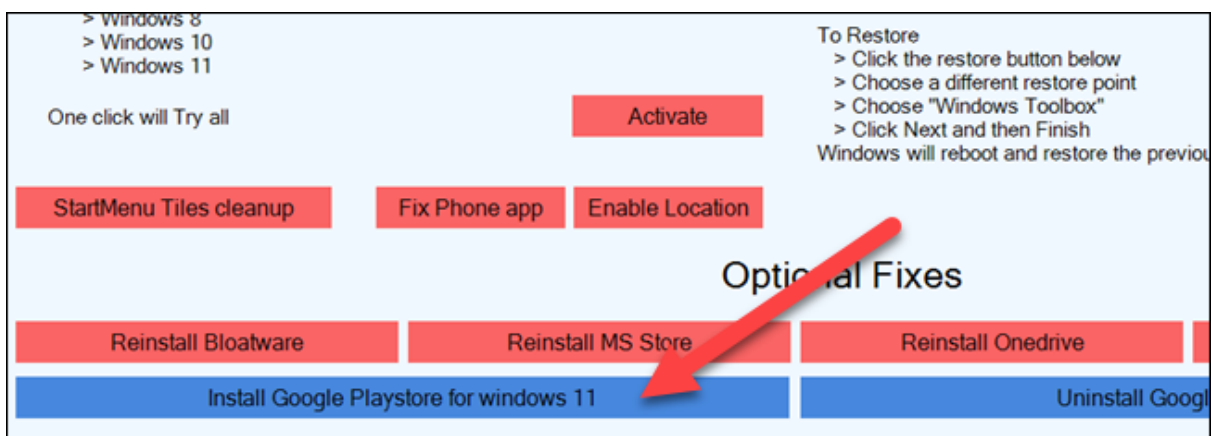 > Windows 8
> Windows 10
> Windows 11
One click will Try all
Activate
To Restore
> Click the restore button below
> Choose a different restore point
> Choose "Windows Toolbox"
> Click Next and then Finish
Windows will reboot and restore the previou
StartMenu Tiles cleanup
Fix Phone app
Enable Location
Optional Fixes
Reinstall Bloatware
Reinstall MS Store
Reinstall Onedrive
Install Google Playstore for windows 11
Uninstall Googl